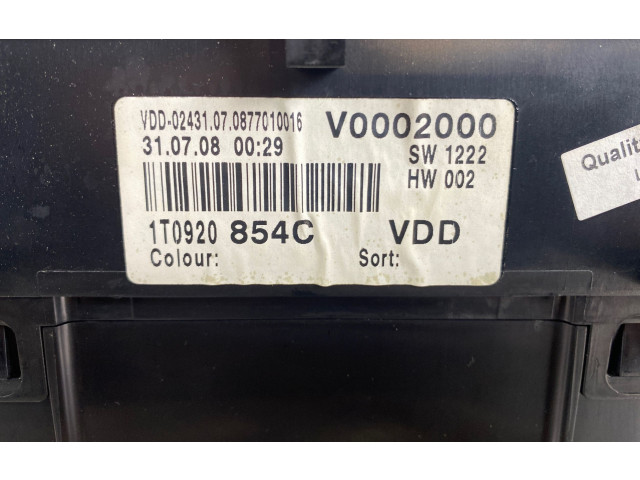 VDD-02431.07.0877010016 V0002000
31.07.08 00:29 SW 1222
HW 002
1T0920 854C VDD
Colour: Sort: